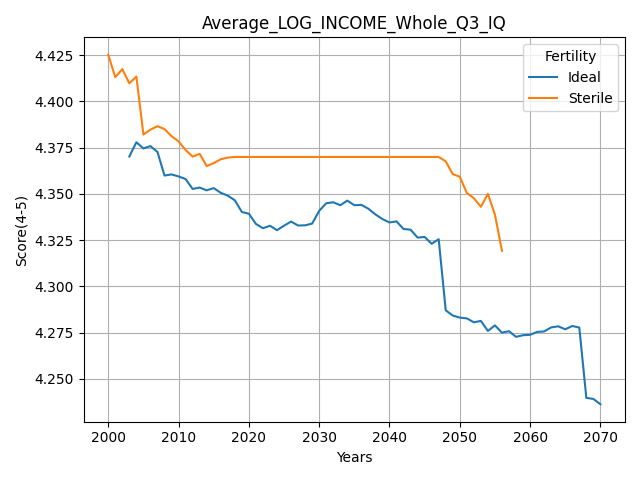 Average_LOG_INCOME_Whole_Q3_IQ
Fertility
Ideal
Sterile
Score(4-5)
4.425
4.400
4.375
4.350
4.325
4.300
4.275
4.250
2000 2010 2020 2030 2040 2050 2060 2070
Years